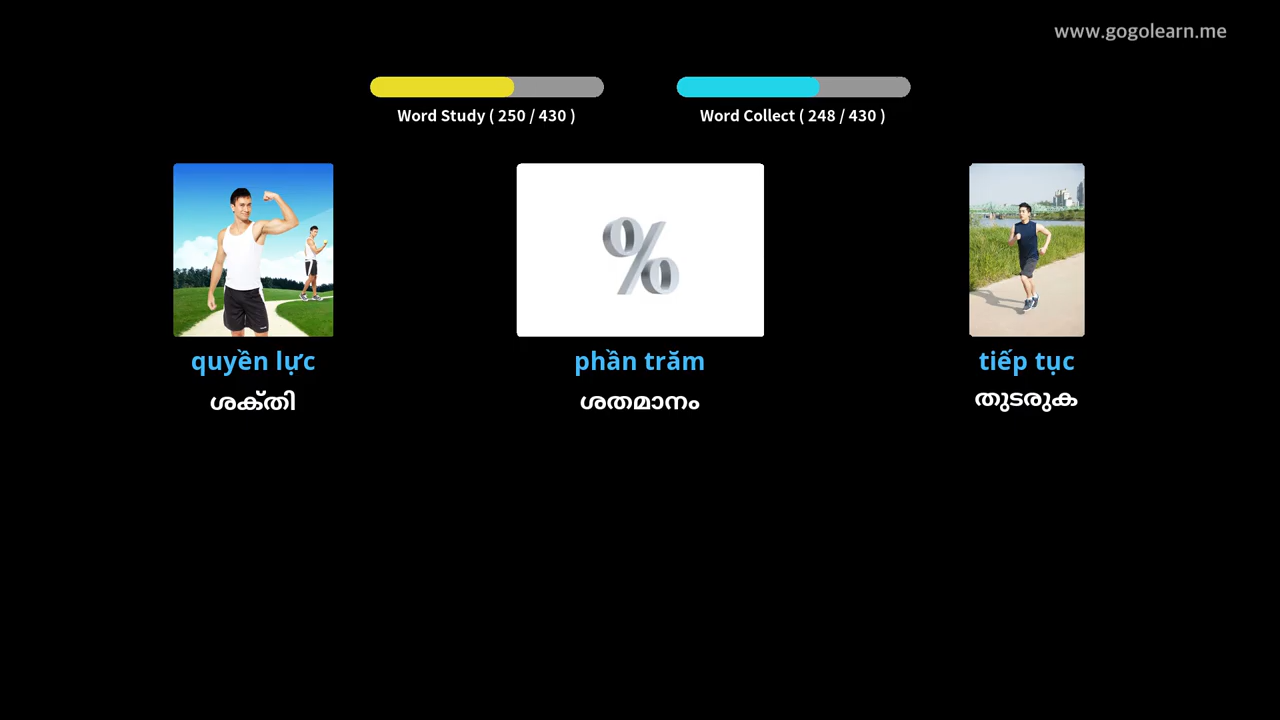 www.gogolearn.me
Word Study ( 250 / 430 )
Word Collect ( 248 / 430 )
%
quyền lực
phần trăm
tiếp tục
ശക്തി
ശതമാനം
തുടരുക